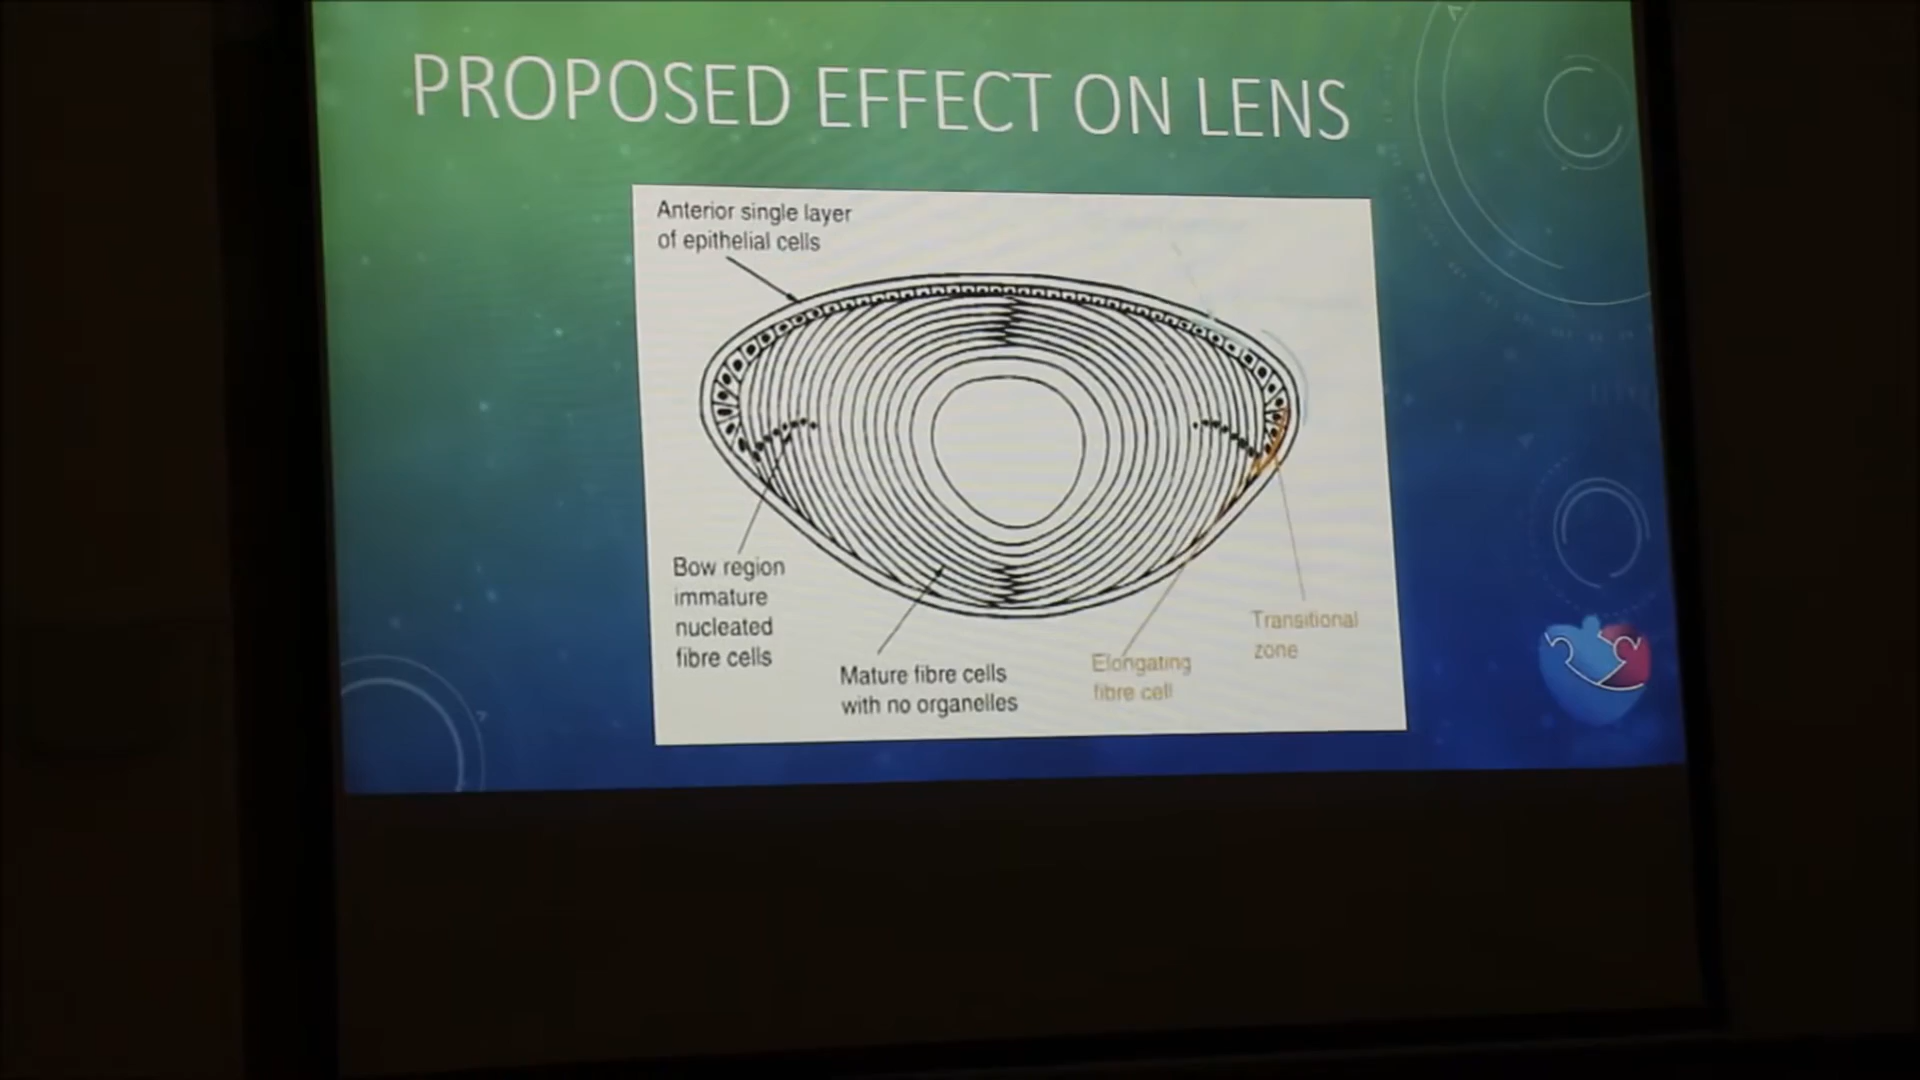 PROPOSED EFFECT ON LENS
Anterior single layer
of epithelial cells
Bow region
immature
nucleated
fibre cells
Mature fibre cells
with no organelles
Elongating
fibre cell
Transitional
zone